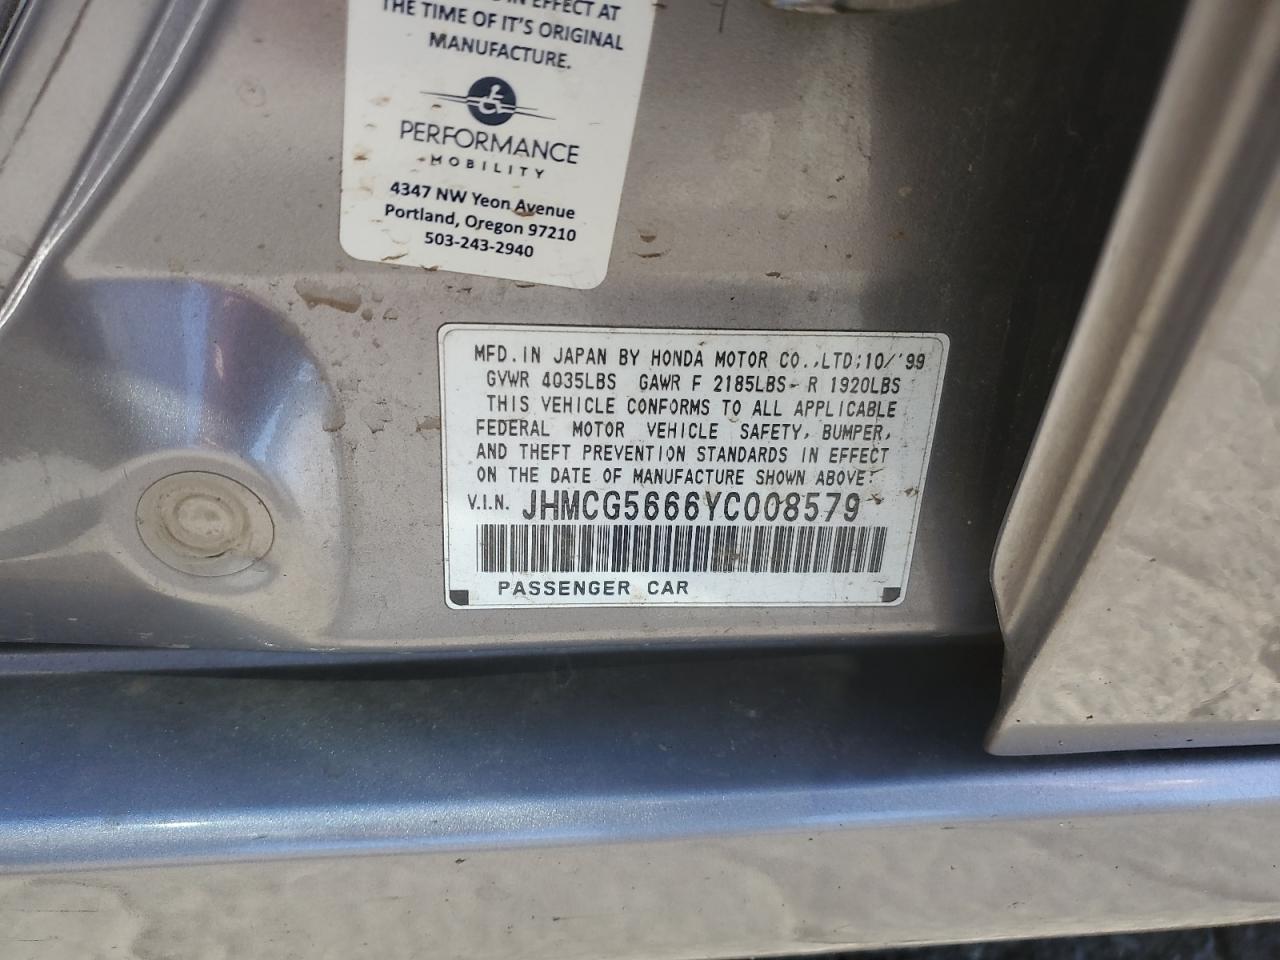 IN EFFECT AT
THE TIME OF IT'S ORIGINAL
MANUFACTURE.
PERFORMANCE
MOBILITY
4347 NW Yeon Avenue
Portland, Oregon 97210
503-243-2940
MFD. IN JAPAN BY HONDA MOTOR CO.,LTD;10/'99
GVWR 4035LBS GAWR F 2185LBS- R 1920LBS
THIS VEHICLE CONFORMS TO ALL APPLICABLE
FEDERAL MOTOR VEHICLE SAFETY, BUMPER,
AND THEFT PREVENTION STANDARDS IN EFFECT
ON THE DATE OF MANUFACTURE SHOWN ABOVE:
V.I.N. JHMCG5666YC008579
PASSENGER CAR